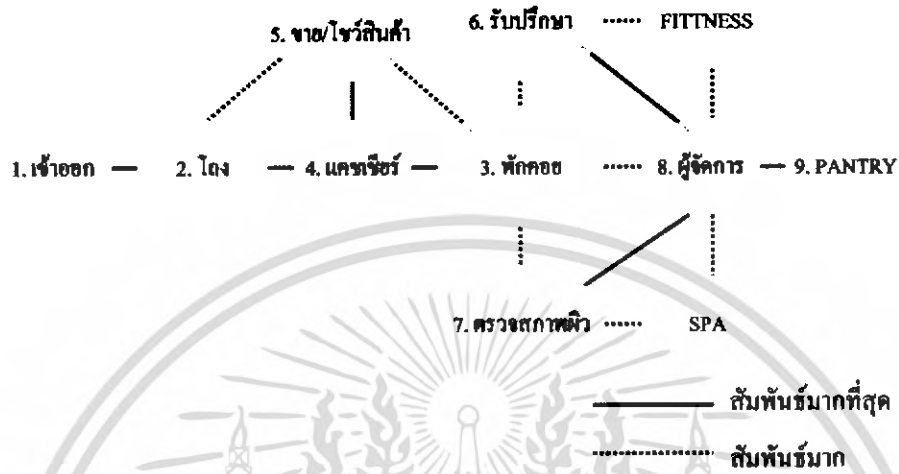 5. ขาย/โชว์สินค้า 6. รับปรึกษา FITTNESS
1. เข้าออก 2. โถง 4. แคชเชียร์ 3. พักคอย 8. ผู้จัดการ 9. PANTRY
7. ตรวจสภาพผิว SPA
สัมพันธ์มากที่สุด
สัมพันธ์มาก